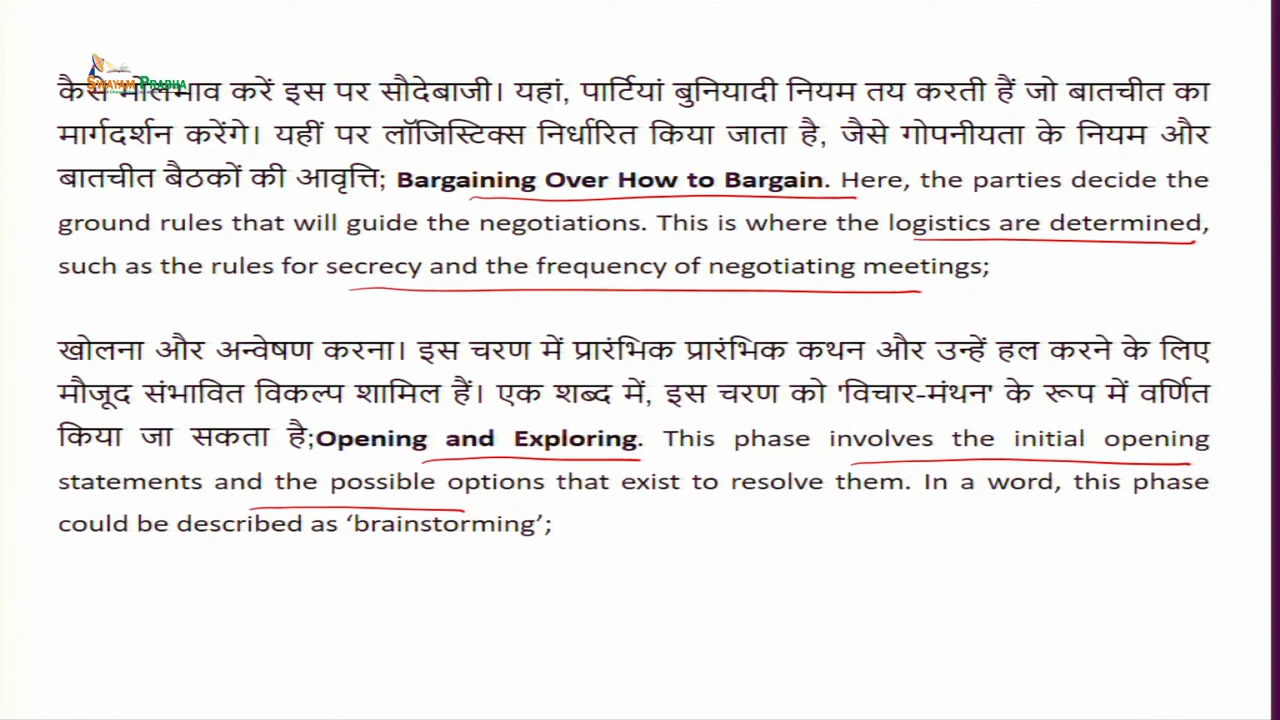 SWAYAM PRABHA
कैसे मोलभाव करें इस पर सौदेबाजी। यहां, पार्टियां बुनियादी नियम तय करती हैं जो बातचीत का
मार्गदर्शन करेंगे। यहीं पर लॉजिस्टिक्स निर्धारित किया जाता है, जैसे गोपनीयता के नियम और
बातचीत बैठकों की आवृत्ति; Bargaining Over How to Bargain. Here, the parties decide the
ground rules that will guide the negotiations. This is where the logistics are determined,
such as the rules for secrecy and the frequency of negotiating meetings;
खोलना और अन्वेषण करना। इस चरण में प्रारंभिक प्रारंभिक कथन और उन्हें हल करने के लिए
मौजूद संभावित विकल्प शामिल हैं। एक शब्द में, इस चरण को 'विचार-मंथन' के रूप में वर्णित
किया जा सकता है;Opening and Exploring. This phase involves the initial opening
statements and the possible options that exist to resolve them. In a word, this phase
could be described as ‘brainstorming’;